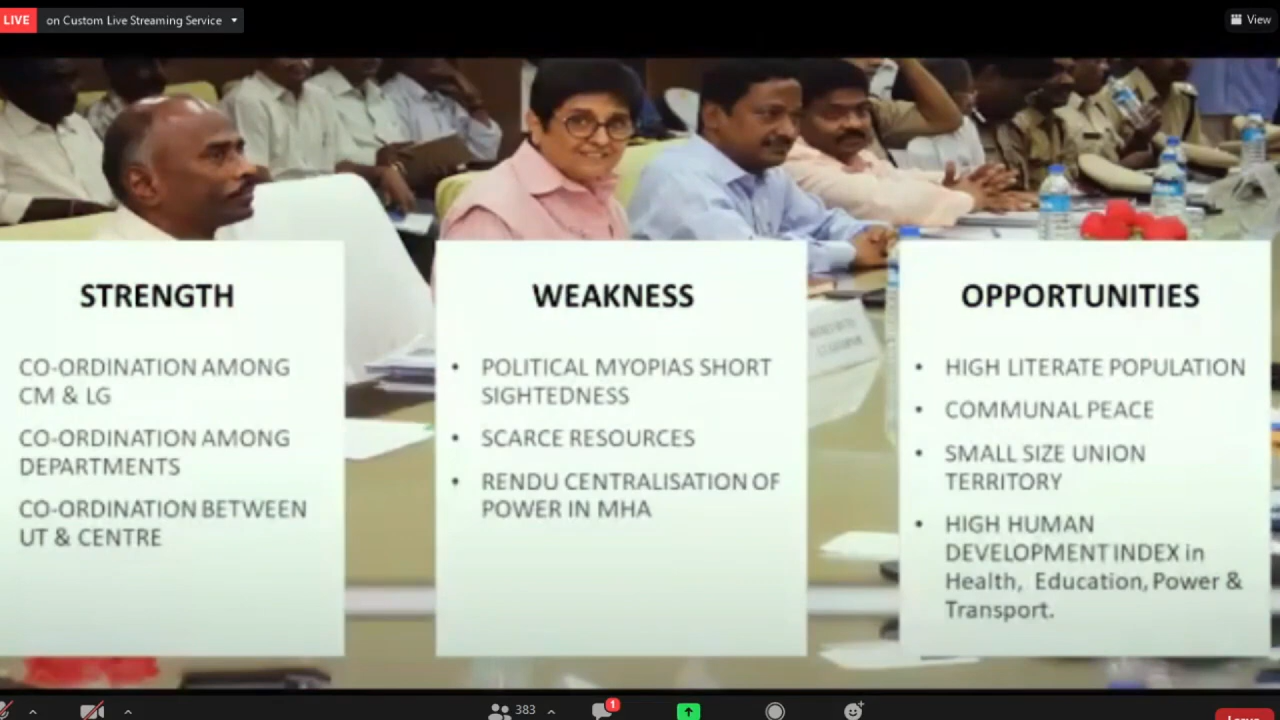 LIVE
on Custom Live Streaming Service
View
STRENGTH
CO-ORDINATION AMONG
CM & LG
CO-ORDINATION AMONG
DEPARTMENTS
CO-ORDINATION BETWEEN
UT & CENTRE
WEAKNESS
• POLITICAL MYOPIAS SHORT
SIGHTEDNESS
• SCARCE RESOURCES
• RENDU CENTRALISATION OF
POWER IN MHA
OPPORTUNITIES
• HIGH LITERATE POPULATION
• COMMUNAL PEACE
• SMALL SIZE UNION
TERRITORY
• HIGH HUMAN
DEVELOPMENT INDEX in
Health, Education, Power &
Transport.
383
1
Leave